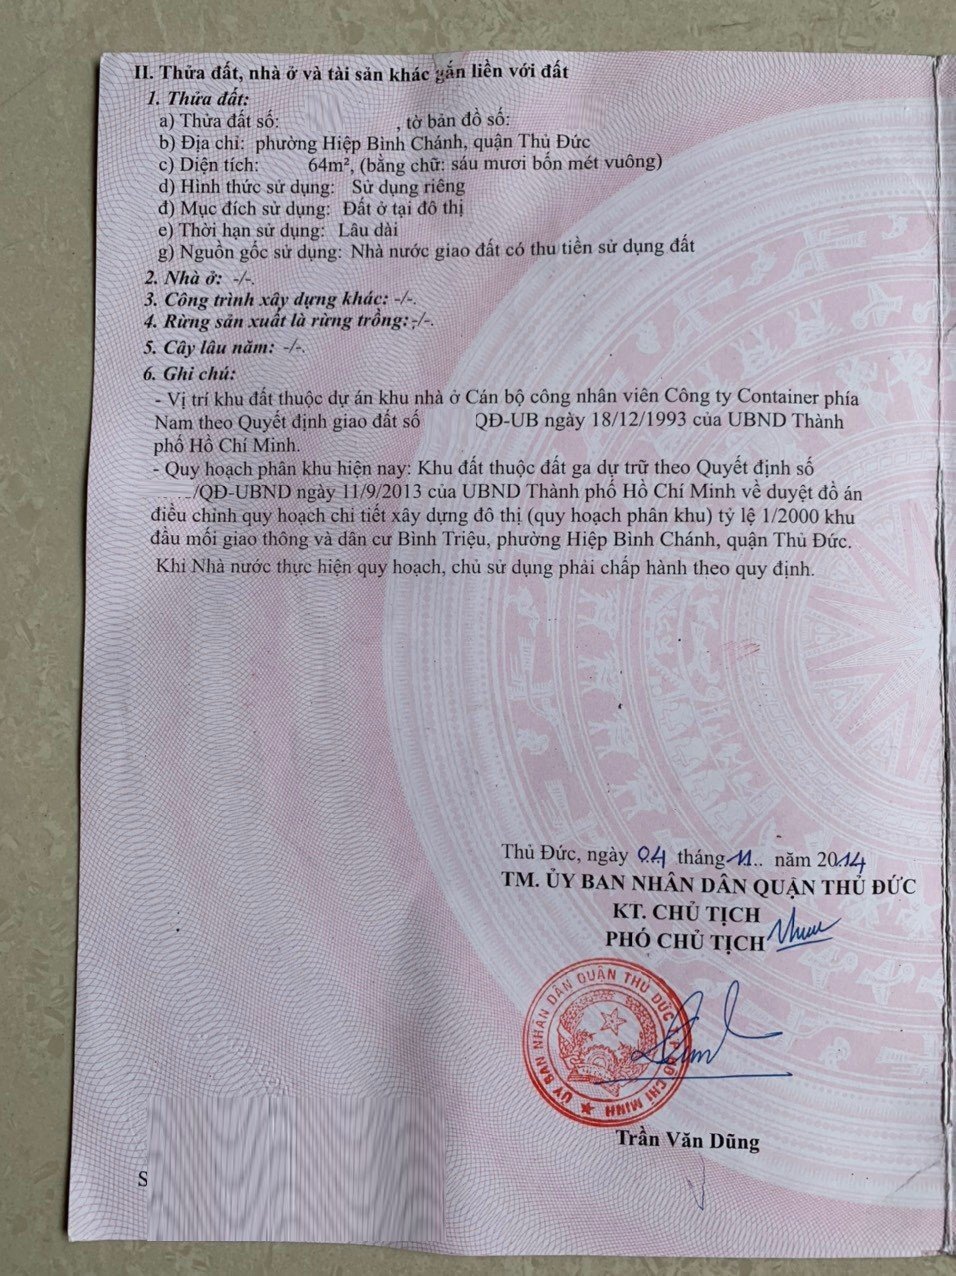 II. Thửa đất, nhà ở và tài sản khác gắn liền với đất
1. Thửa đất:
a) Thửa đất số: , tờ bản đồ số:
b) Địa chỉ: phường Hiệp Bình Chánh, quận Thủ Đức
c) Diện tích: 64m², (bằng chữ: sáu mươi bốn mét vuông)
d) Hình thức sử dụng: Sử dụng riêng
đ) Mục đích sử dụng: Đất ở tại đô thị
e) Thời hạn sử dụng: Lâu dài
g) Nguồn gốc sử dụng: Nhà nước giao đất có thu tiền sử dụng đất
2. Nhà ở: -/-.
3. Công trình xây dựng khác: -/-.
4. Rừng sản xuất là rừng trồng: -/-.
5. Cây lâu năm: -/-.
6. Ghi chú:
- Vị trí khu đất thuộc dự án khu nhà ở Cán bộ công nhân viên Công ty Container phía
Nam theo Quyết định giao đất số QĐ-UB ngày 18/12/1993 của UBND Thành
phố Hồ Chí Minh.
- Quy hoạch phân khu hiện nay: Khu đất thuộc đất ga dự trữ theo Quyết định số
/QĐ-UBND ngày 11/9/2013 của UBND Thành phố Hồ Chí Minh về duyệt đồ án
điều chỉnh quy hoạch chi tiết xây dựng đô thị (quy hoạch phân khu) tỷ lệ 1/2000 khu
đầu mối giao thông và dân cư Bình Triệu, phường Hiệp Bình Chánh, quận Thủ Đức.
Khi Nhà nước thực hiện quy hoạch, chủ sử dụng phải chấp hành theo quy định.
Thủ Đức, ngày 04 tháng 11.. năm 2014
TM. ỦY BAN NHÂN DÂN QUẬN THỦ ĐỨC
KT. CHỦ TỊCH
PHÓ CHỦ TỊCH
ỦY BAN NHÂN DÂN QUẬN THỦ ĐỨC
HỒ CHÍ MINH
Trần Văn Dũng
S